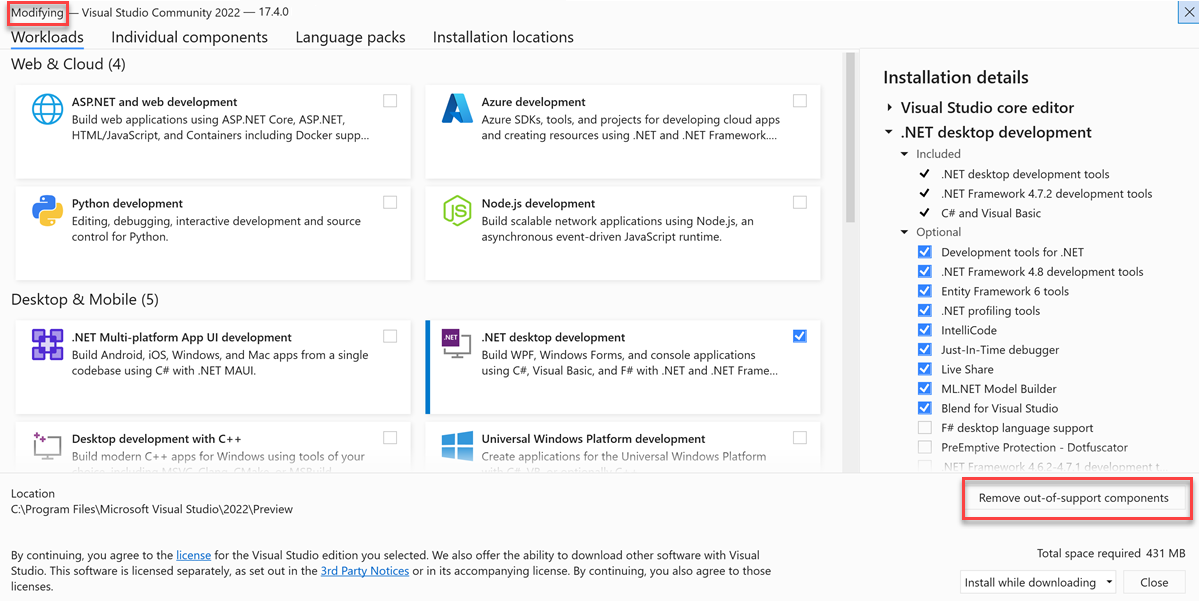 Modifying — Visual Studio Community 2022 — 17.4.0
Workloads Individual components Language packs Installation locations
Web & Cloud (4)
ASP.NET and web development
Build web applications using ASP.NET Core, ASP.NET,
HTML/JavaScript, and Containers including Docker supp...
Azure development
Azure SDKs, tools, and projects for developing cloud apps
and creating resources using .NET and .NET Framework....
Python development
Editing, debugging, interactive development and source
control for Python.
JS
Node.js development
Build scalable network applications using Node.js, an
asynchronous event-driven JavaScript runtime.
Desktop & Mobile (5)
.NET Multi-platform App UI development
Build Android, iOS, Windows, and Mac apps from a single
codebase using C# with .NET MAUI.
.NET
.NET desktop development
Build WPF, Windows Forms, and console applications
using C#, Visual Basic, and F# with .NET and .NET Frame...
Desktop development with C++
Build modern C++ apps for Windows using tools of your
choice, including MSVC, Clang, CMake, or MSBuild.
Universal Windows Platform development
Create applications for the Universal Windows Platform
with C#, VB, or optionally C++.
Installation details
Visual Studio core editor
.NET desktop development
Included
.NET desktop development tools
.NET Framework 4.7.2 development tools
C# and Visual Basic
Optional
Development tools for .NET
.NET Framework 4.8 development tools
Entity Framework 6 tools
.NET profiling tools
IntelliCode
Just-In-Time debugger
Live Share
ML.NET Model Builder
Blend for Visual Studio
F# desktop language support
PreEmptive Protection - Dotfuscator
.NET Framework 4.6.2-4.7.1 development t...
Location
C:\Program Files\Microsoft Visual Studio\2022\Preview
Remove out-of-support components
By continuing, you agree to the license for the Visual Studio edition you selected. We also offer the ability to download other software with Visual
Studio. This software is licensed separately, as set out in the 3rd Party Notices or in its accompanying license. By continuing, you also agree to those
licenses.
Total space required 431 MB
Install while downloading Close